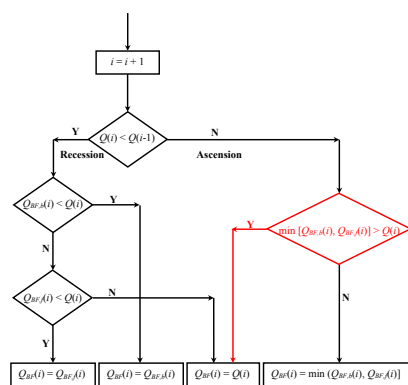 i = i + 1
Q(i) < Q(i-1)
Y
N
Recession
Ascension
Q_BF,b(i) < Q(i)
Y
min [Q_BF,b(i), Q_BF,f(i)] > Q(i)
Y
N
Q_BF,f(i) < Q(i)
N
N
Y
Q_BF(i) = Q_BF,f(i)
Q_BF(i) = Q_BF,b(i)
Q_BF(i) = Q(i)
Q_BF(i) = min (Q_BF,b(i), Q_BF,f(i)]